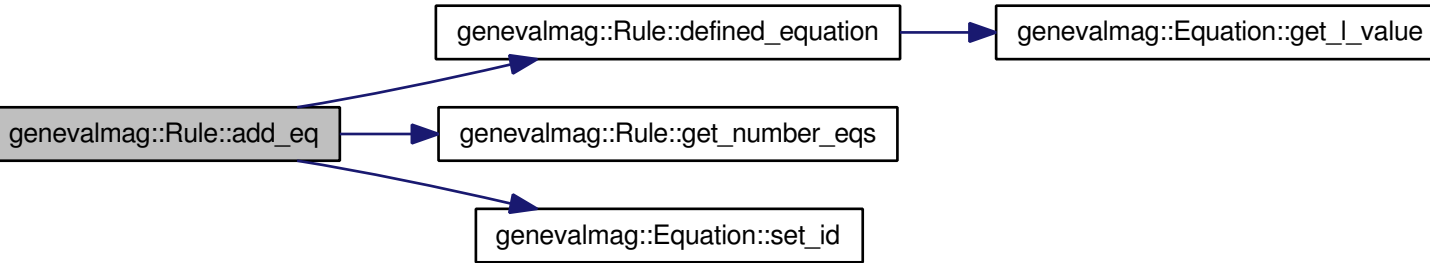 genevalmag::Rule::defined_equation
genevalmag::Equation::get_l_value
genevalmag::Rule::add_eq
genevalmag::Rule::get_number_eqs
genevalmag::Equation::set_id